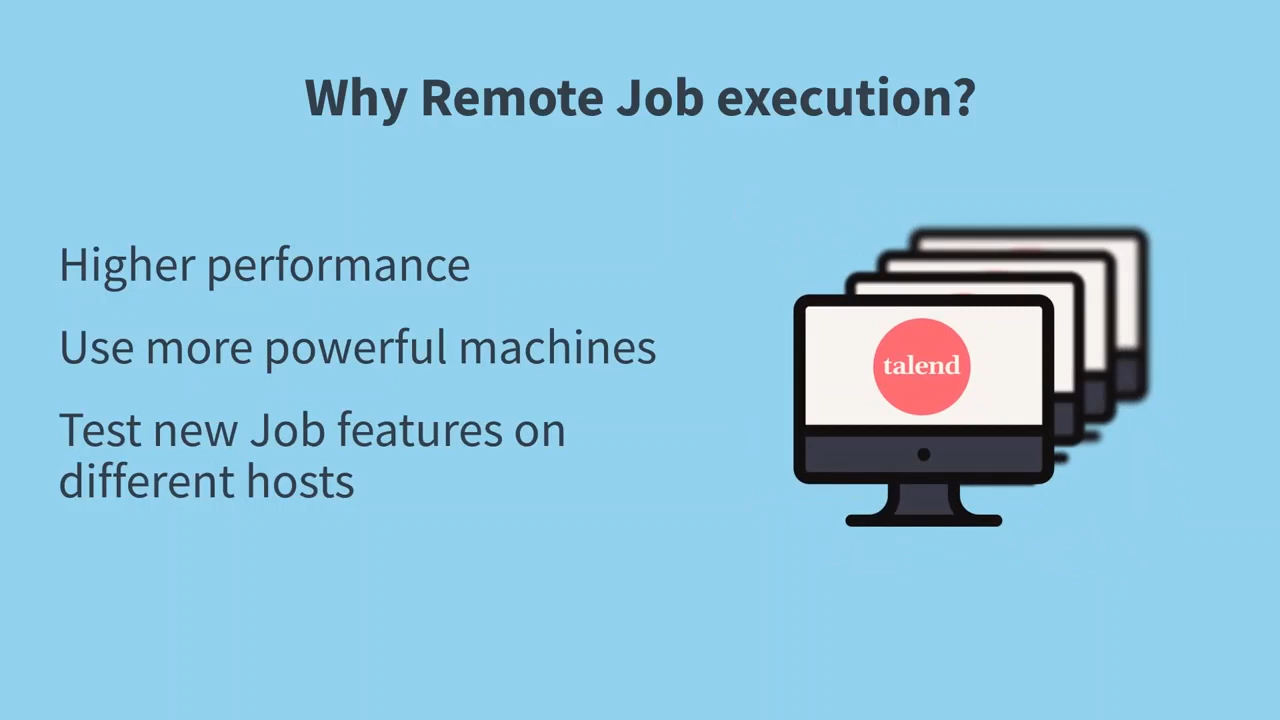 Why Remote Job execution?
Higher performance
Use more powerful machines
Test new Job features on
different hosts
talend